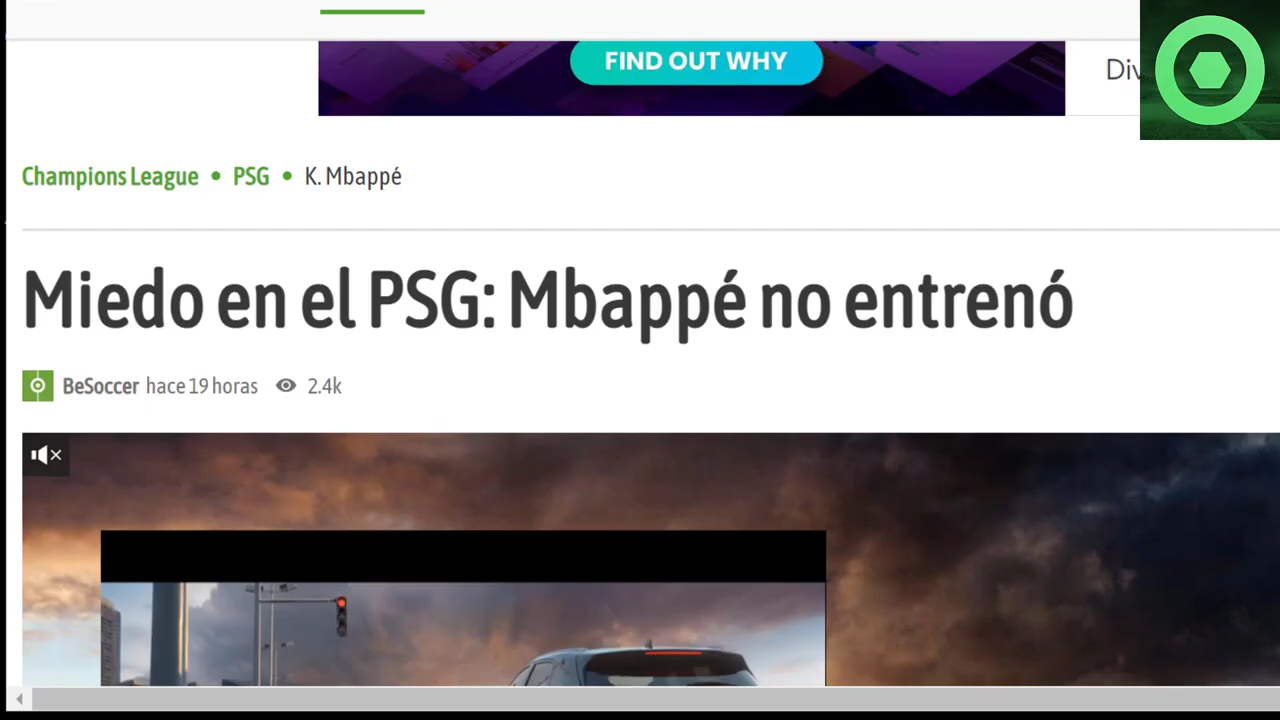 FIND OUT WHY
Champions League • PSG • K. Mbappé
Miedo en el PSG: Mbappé no entrenó
BeSoccer hace 19 horas 2.4k